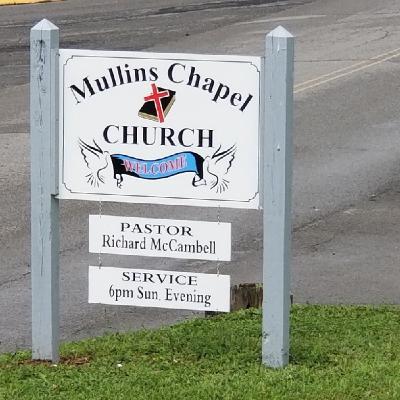 Mullins Chapel
CHURCH
WELCOME
PASTOR
Richard McCambell
SERVICE
6pm Sun. Evening